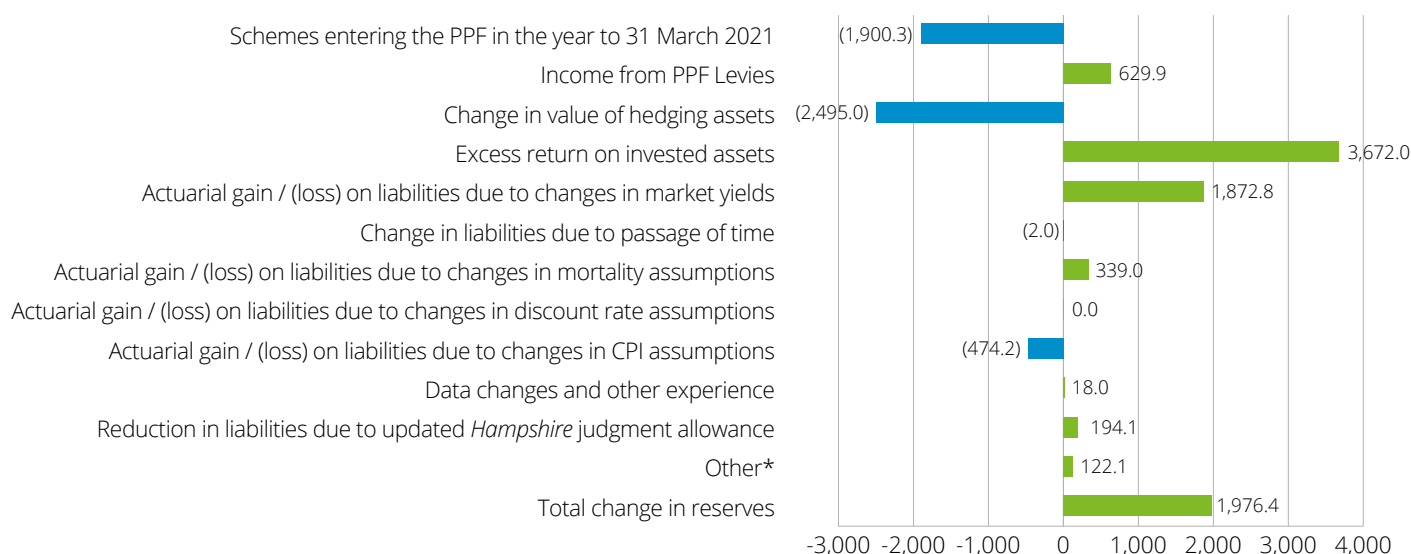 Schemes entering the PPF in the year to 31 March 2021 (1,900.3)
Income from PPF Levies 629.9
Change in value of hedging assets (2,495.0)
Excess return on invested assets 3,672.0
Actuarial gain / (loss) on liabilities due to changes in market yields 1,872.8
Change in liabilities due to passage of time (2.0)
Actuarial gain / (loss) on liabilities due to changes in mortality assumptions 339.0
Actuarial gain / (loss) on liabilities due to changes in discount rate assumptions 0.0
Actuarial gain / (loss) on liabilities due to changes in CPI assumptions (474.2)
Data changes and other experience 18.0
Reduction in liabilities due to updated Hampshire judgment allowance 194.1
Other* 122.1
Total change in reserves 1,976.4
-3,000 -2,000 -1,000 0 1,000 2,000 3,000 4,000